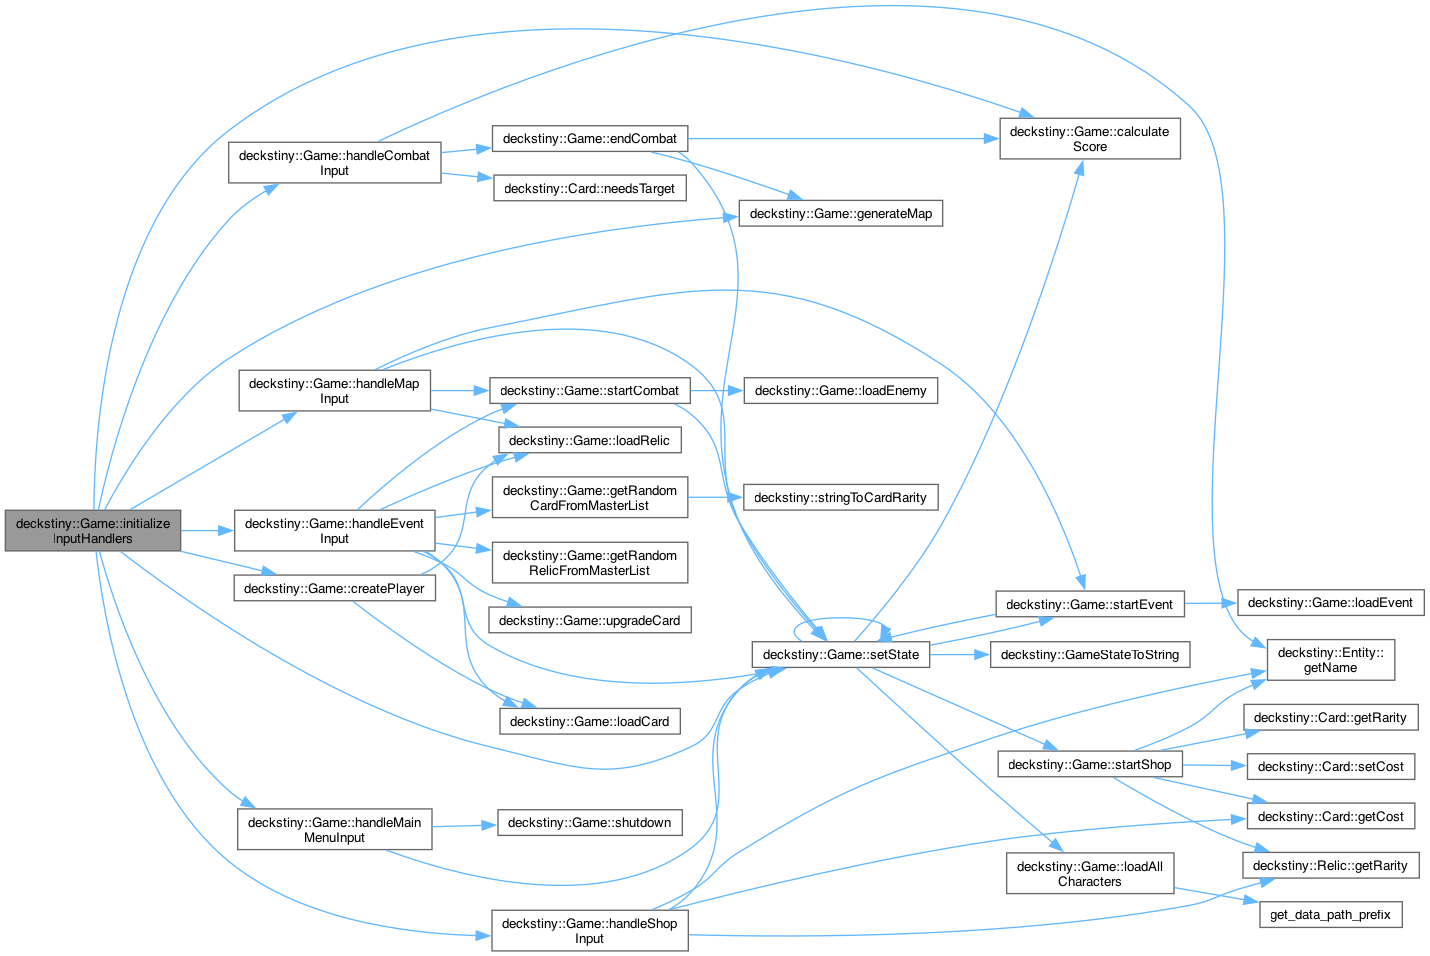 deckstiny::Game::initialize
InputHandlers
deckstiny::Game::handleCombat
Input
deckstiny::Game::handleMap
Input
deckstiny::Game::handleEvent
Input
deckstiny::Game::createPlayer
deckstiny::Game::handleMain
MenuInput
deckstiny::Game::handleShop
Input
deckstiny::Game::endCombat
deckstiny::Card::needsTarget
deckstiny::Game::startCombat
deckstiny::Game::loadRelic
deckstiny::Game::getRandom
CardFromMasterList
deckstiny::Game::getRandom
RelicFromMasterList
deckstiny::Game::upgradeCard
deckstiny::Game::loadCard
deckstiny::Game::shutdown
deckstiny::Game::generateMap
deckstiny::Game::loadEnemy
deckstiny::stringToCardRarity
deckstiny::Game::setState
deckstiny::Game::calculate
Score
deckstiny::Game::startEvent
deckstiny::GameStateToString
deckstiny::Game::startShop
deckstiny::Game::loadAll
Characters
deckstiny::Game::loadEvent
deckstiny::Entity::
getName
deckstiny::Card::getRarity
deckstiny::Card::setCost
deckstiny::Card::getCost
deckstiny::Relic::getRarity
get_data_path_prefix